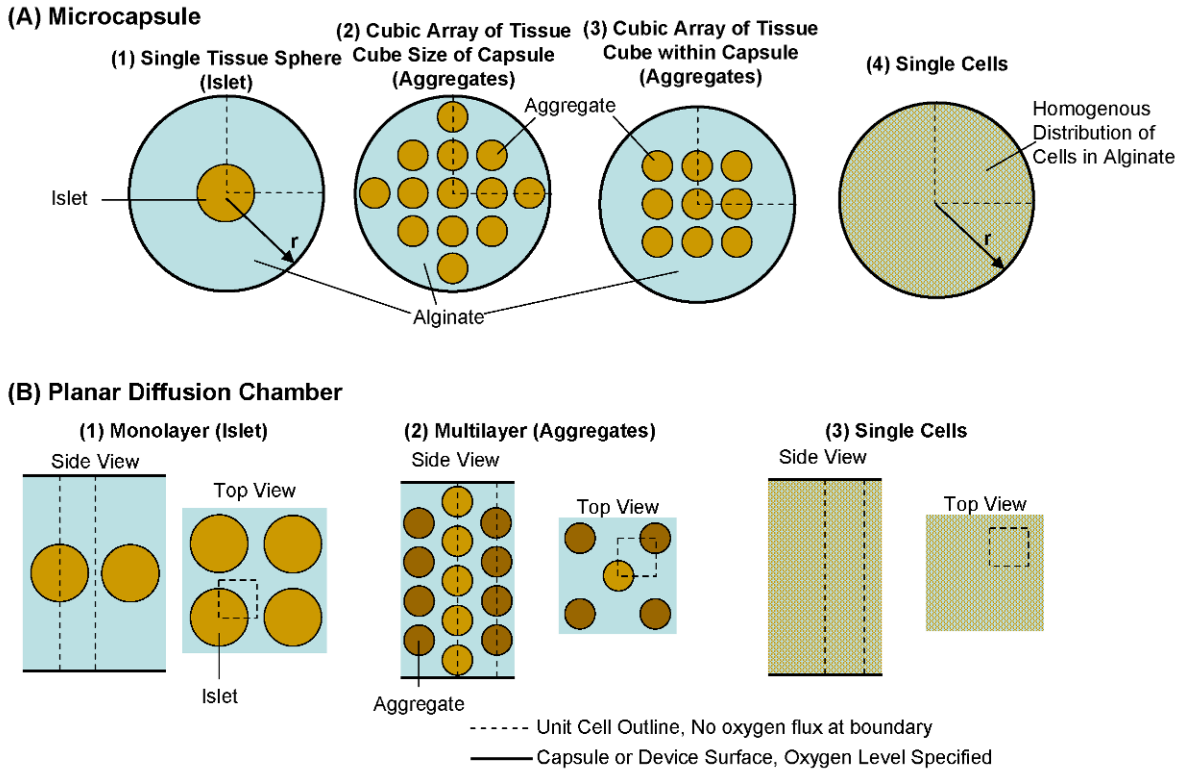 (A) Microcapsule
(1) Single Tissue Sphere
(Islet)
(2) Cubic Array of Tissue
Cube Size of Capsule
(Aggregates)
(3) Cubic Array of Tissue
Cube within Capsule
(Aggregates)
(4) Single Cells
Aggregate
Homogenous
Distribution of
Cells in Alginate
Islet
r
r
Alginate
(B) Planar Diffusion Chamber
(1) Monolayer (Islet)
(2) Multilayer (Aggregates)
(3) Single Cells
Side View
Top View
Side View
Top View
Side View
Top View
Islet
Aggregate
Unit Cell Outline, No oxygen flux at boundary
Capsule or Device Surface, Oxygen Level Specified